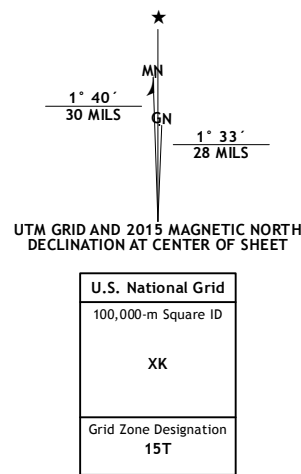 ★
MN
1° 40´
30 MILS
GN
1° 33´
28 MILS
UTM GRID AND 2015 MAGNETIC NORTH
DECLINATION AT CENTER OF SHEET
U.S. National Grid
100,000-m Square ID
XK
Grid Zone Designation
15T